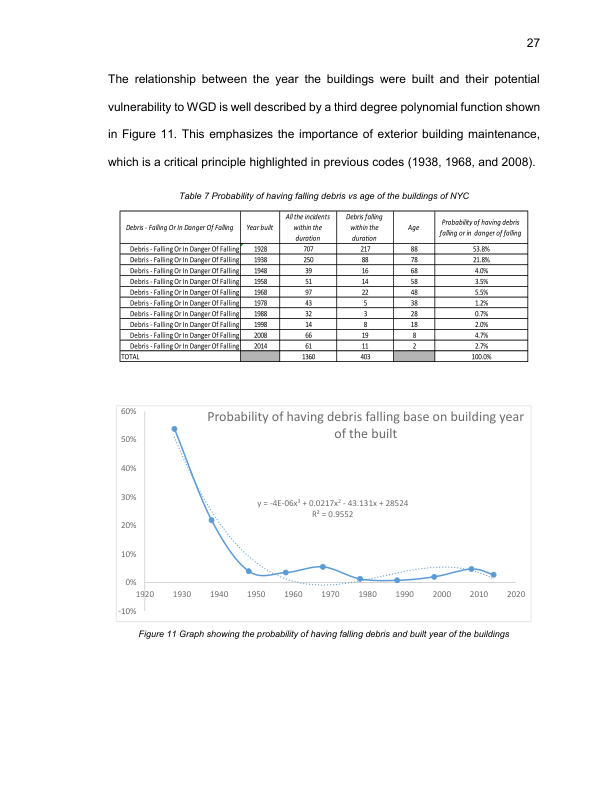 27
The relationship between the year the buildings were built and their potential
vulnerability to WGD is well described by a third degree polynomial function shown
in Figure 11. This emphasizes the importance of exterior building maintenance,
which is a critical principle highlighted in previous codes (1938, 1968, and 2008).
Table 7 Probability of having falling debris vs age of the buildings of NYC
Debris - Falling Or In Danger Of Falling Year built All the incidents within the duration Debris falling within the duration Age Probability of having debris falling or in danger of falling
Debris - Falling Or In Danger Of Falling 1928 707 217 88 53.8%
Debris - Falling Or In Danger Of Falling 1938 250 88 78 21.8%
Debris - Falling Or In Danger Of Falling 1948 39 16 68 4.0%
Debris - Falling Or In Danger Of Falling 1958 51 14 58 3.5%
Debris - Falling Or In Danger Of Falling 1968 97 22 48 5.5%
Debris - Falling Or In Danger Of Falling 1978 43 5 38 1.2%
Debris - Falling Or In Danger Of Falling 1988 32 3 28 0.7%
Debris - Falling Or In Danger Of Falling 1998 14 8 18 2.0%
Debris - Falling Or In Danger Of Falling 2008 66 19 8 4.7%
Debris - Falling Or In Danger Of Falling 2014 61 11 2 2.7%
TOTAL 1360 403 100.0%
Probability of having debris falling base on building year
of the built
60%
50%
40%
30%
20%
10%
0%
-10%
y = -4E-06x³ + 0.0217x² - 43.131x + 28524
R² = 0.9552
1920 1930 1940 1950 1960 1970 1980 1990 2000 2010 2020
Figure 11 Graph showing the probability of having falling debris and built year of the buildings